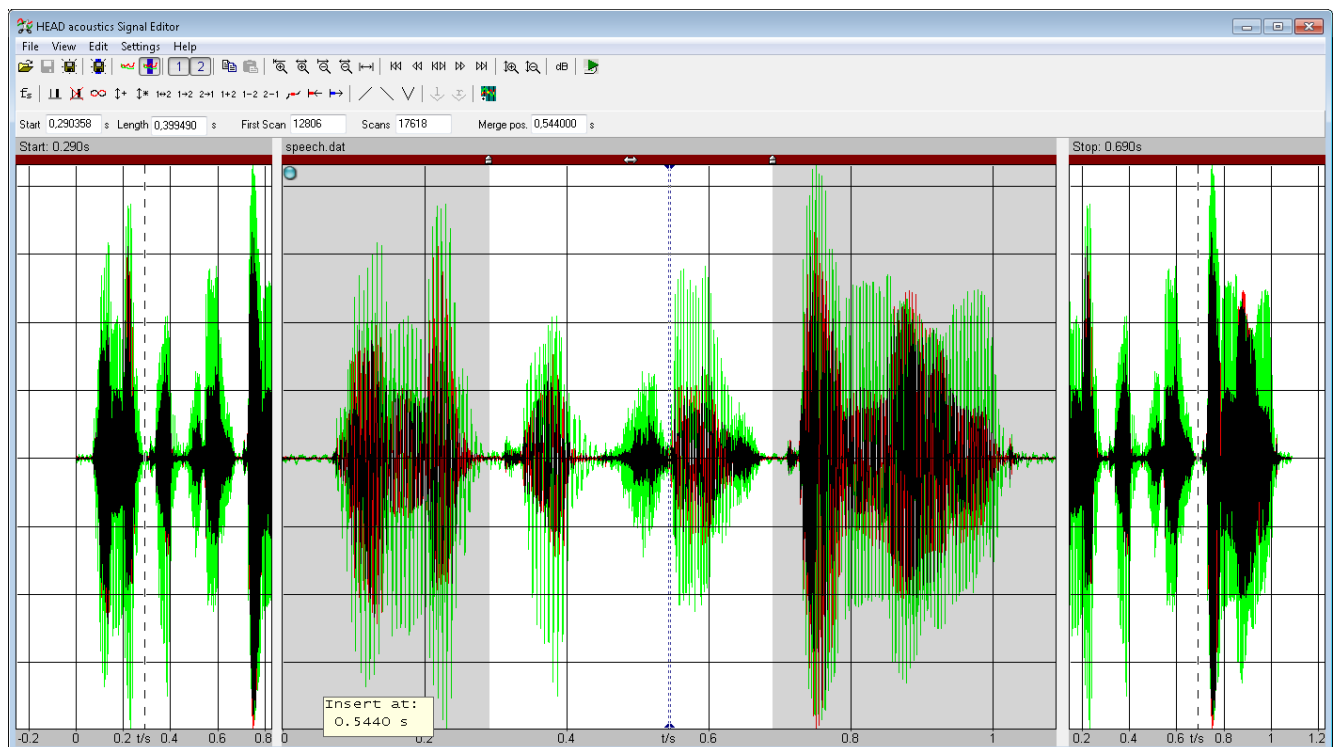 HEAD acoustics Signal Editor
File View Edit Settings Help
1 2 dB
fs 1↔2 1→2 2→1 1+2 1−2 2−1
Start 0,290358 s Length 0,399490 s First Scan 12806 Scans 17618 Merge pos. 0,544000 s
Start: 0.290s speech.dat Stop: 0.690s
Insert at:
0.5440 s
-0.2 0 0.2 t/s 0.4 0.6 0.8 0 0.2 0.4 t/s 0.6 0.8 1 0.2 0.4 0.6 t/s 0.8 1 1.2